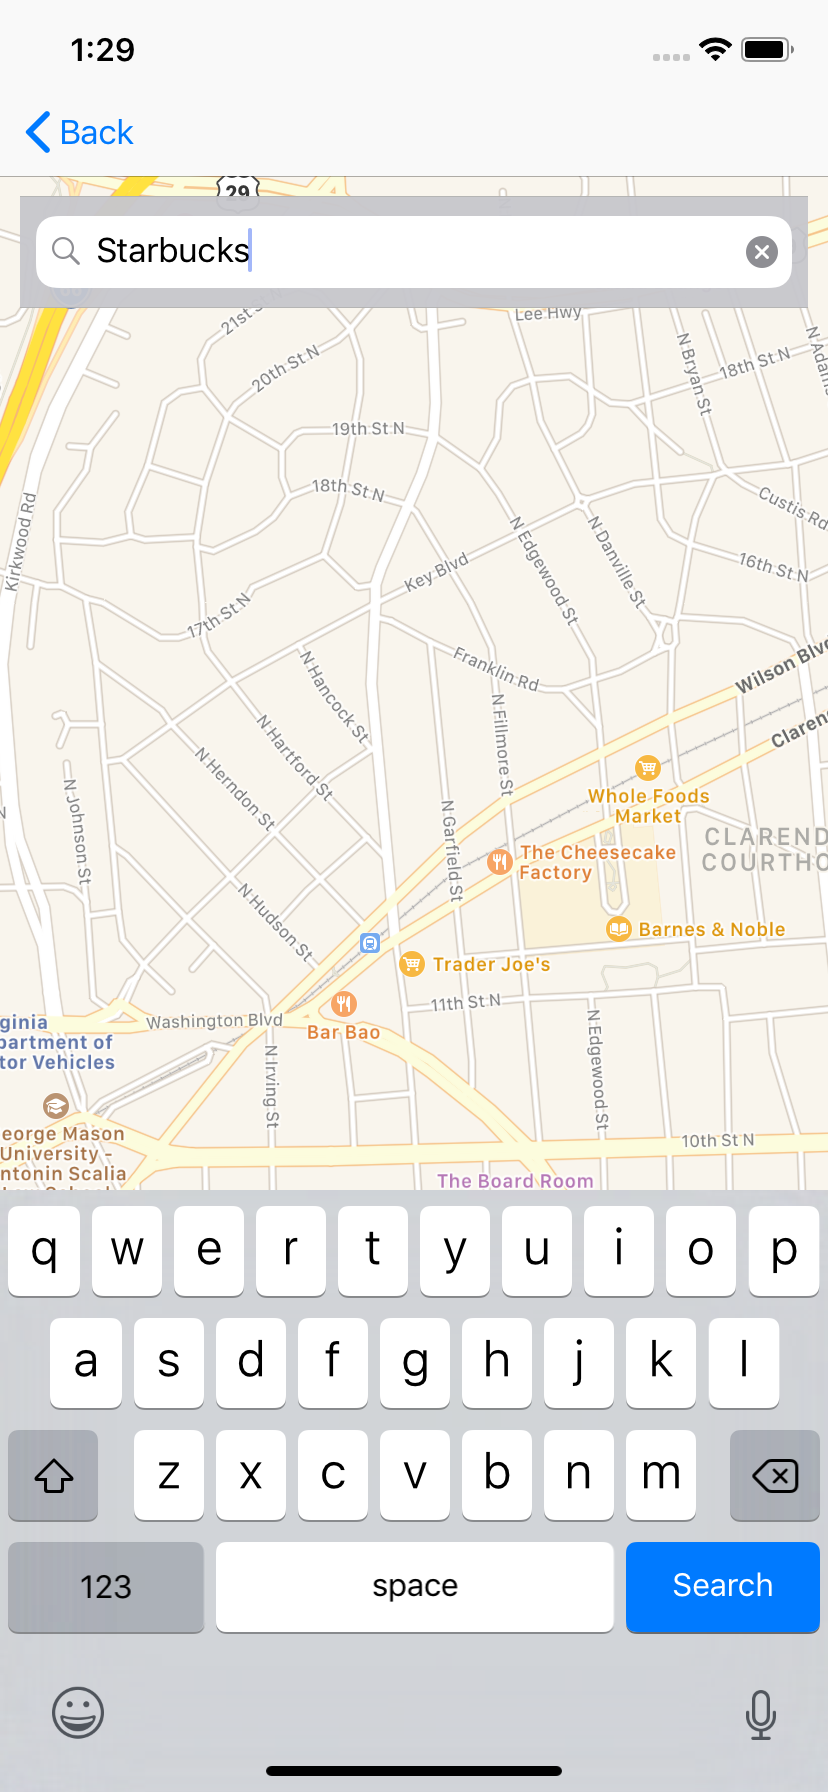 1:29
Back
29
Starbucks
21st S
Lee Hwy
N Bryan St
18th St N
N Adams
20th St N
19th St N
18th St N
Custis Rd
Kirkwood Rd
N Edgewood St
N Danville St
16th St N
Key Blvd
17th St N
Franklin Rd
Wilson Blvd
N Hancock St
N Fillmore St
Claren
N Hartford St
N Herndon St
Whole Foods
Market
N Johnson St
N Garfield St
CLAREND
COURTHO
The Cheesecake
Factory
N Hudson St
Barnes & Noble
Trader Joe's
11th St N
ginia
partment of
tor Vehicles
Washington Blvd
Bar Bao
N Irving St
N Edgewood St
eorge Mason
University -
ntonin Scalia
Law School
10th St N
The Board Room
q w e r t y u i o p
a s d f g h j k l
z x c v b n m
123 space Search